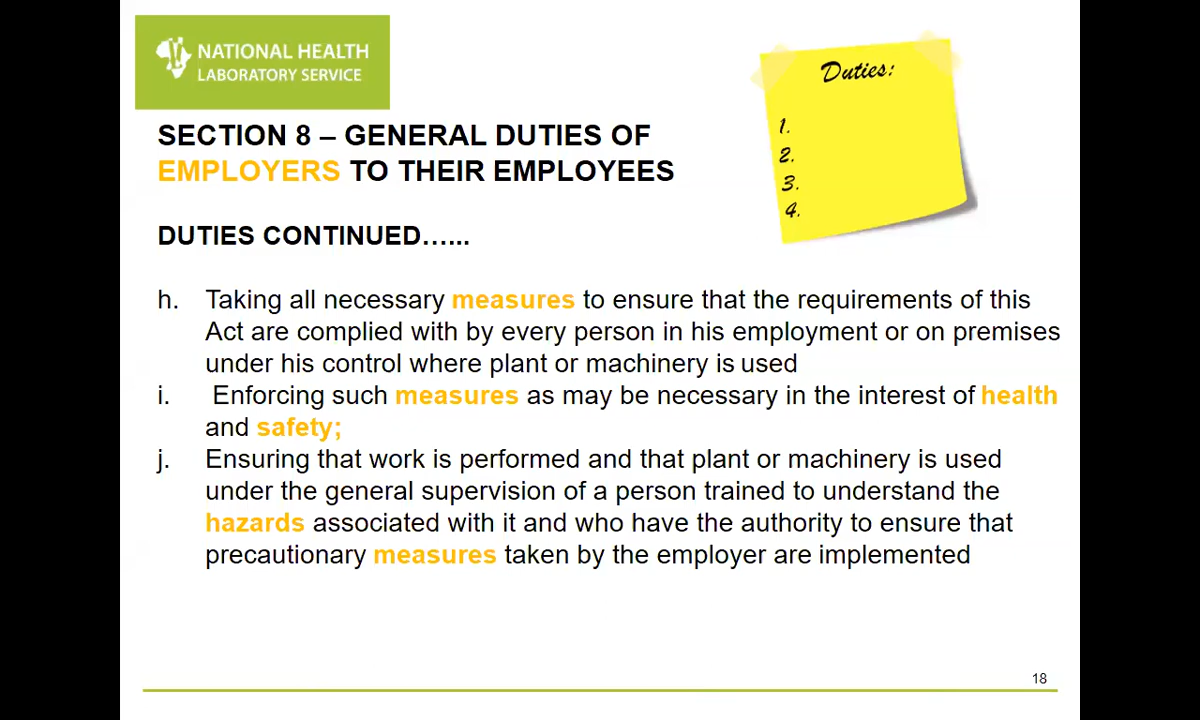 NATIONAL HEALTH
LABORATORY SERVICE
Duties:
1.
2.
3.
4.
SECTION 8 – GENERAL DUTIES OF
EMPLOYERS TO THEIR EMPLOYEES
DUTIES CONTINUED…...
h. Taking all necessary measures to ensure that the requirements of this
Act are complied with by every person in his employment or on premises
under his control where plant or machinery is used
i. Enforcing such measures as may be necessary in the interest of health
and safety;
j. Ensuring that work is performed and that plant or machinery is used
under the general supervision of a person trained to understand the
hazards associated with it and who have the authority to ensure that
precautionary measures taken by the employer are implemented
18